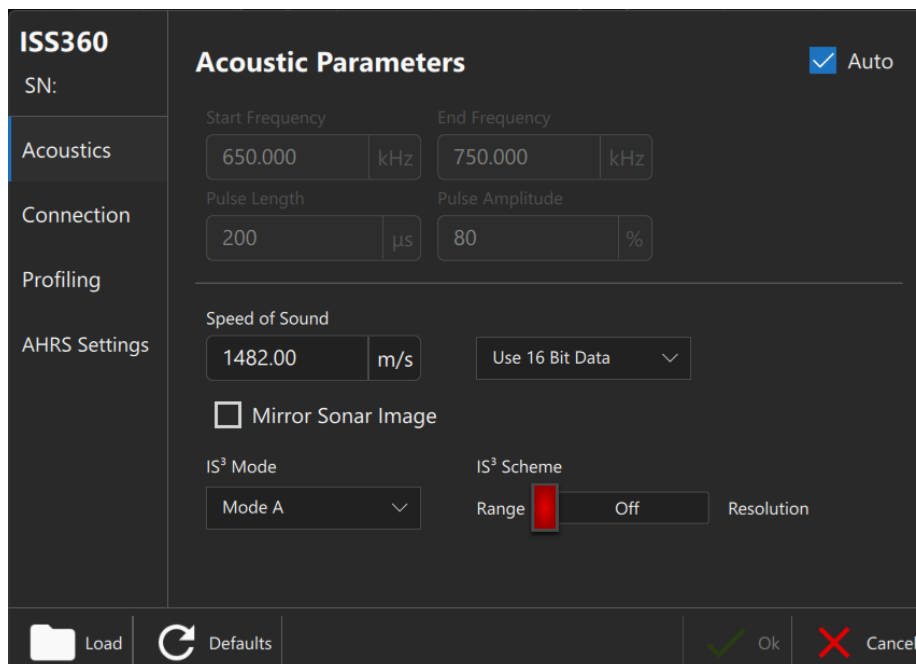 ISS360
SN:
Acoustics
Connection
Profiling
AHRS Settings
Acoustic Parameters
Auto
Start Frequency End Frequency
650.000 kHz 750.000 kHz
Pulse Length Pulse Amplitude
200 µs 80 %
Speed of Sound
1482.00 m/s Use 16 Bit Data
Mirror Sonar Image
IS³ Mode IS³ Scheme
Mode A Range Off Resolution
Load Defaults Ok Cancel